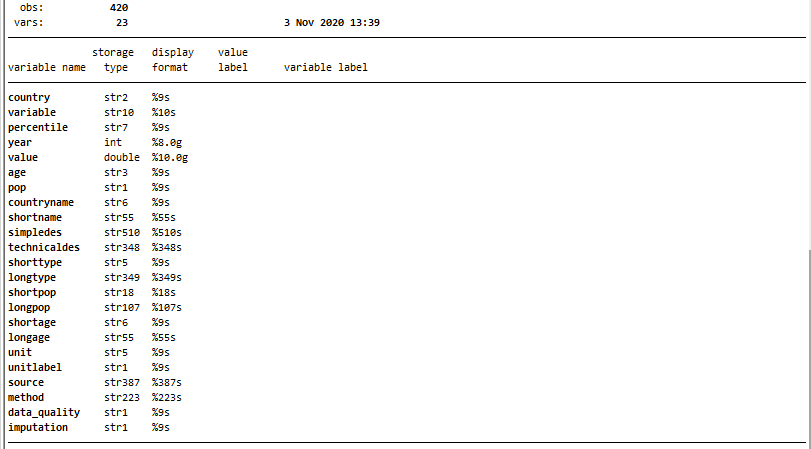 obs: 420
vars: 23 3 Nov 2020 13:39
storage display value
variable name type format label variable label
country str2 %9s
variable str10 %10s
percentile str7 %9s
year int %8.0g
value double %10.0g
age str3 %9s
pop str1 %9s
countryname str6 %9s
shortname str55 %55s
simpledes str510 %510s
technicaldes str348 %348s
shorttype str5 %9s
longtype str349 %349s
shortpop str18 %18s
longpop str107 %107s
shortage str6 %9s
longage str55 %55s
unit str5 %9s
unitlabel str1 %9s
source str387 %387s
method str223 %223s
data_quality str1 %9s
imputation str1 %9s